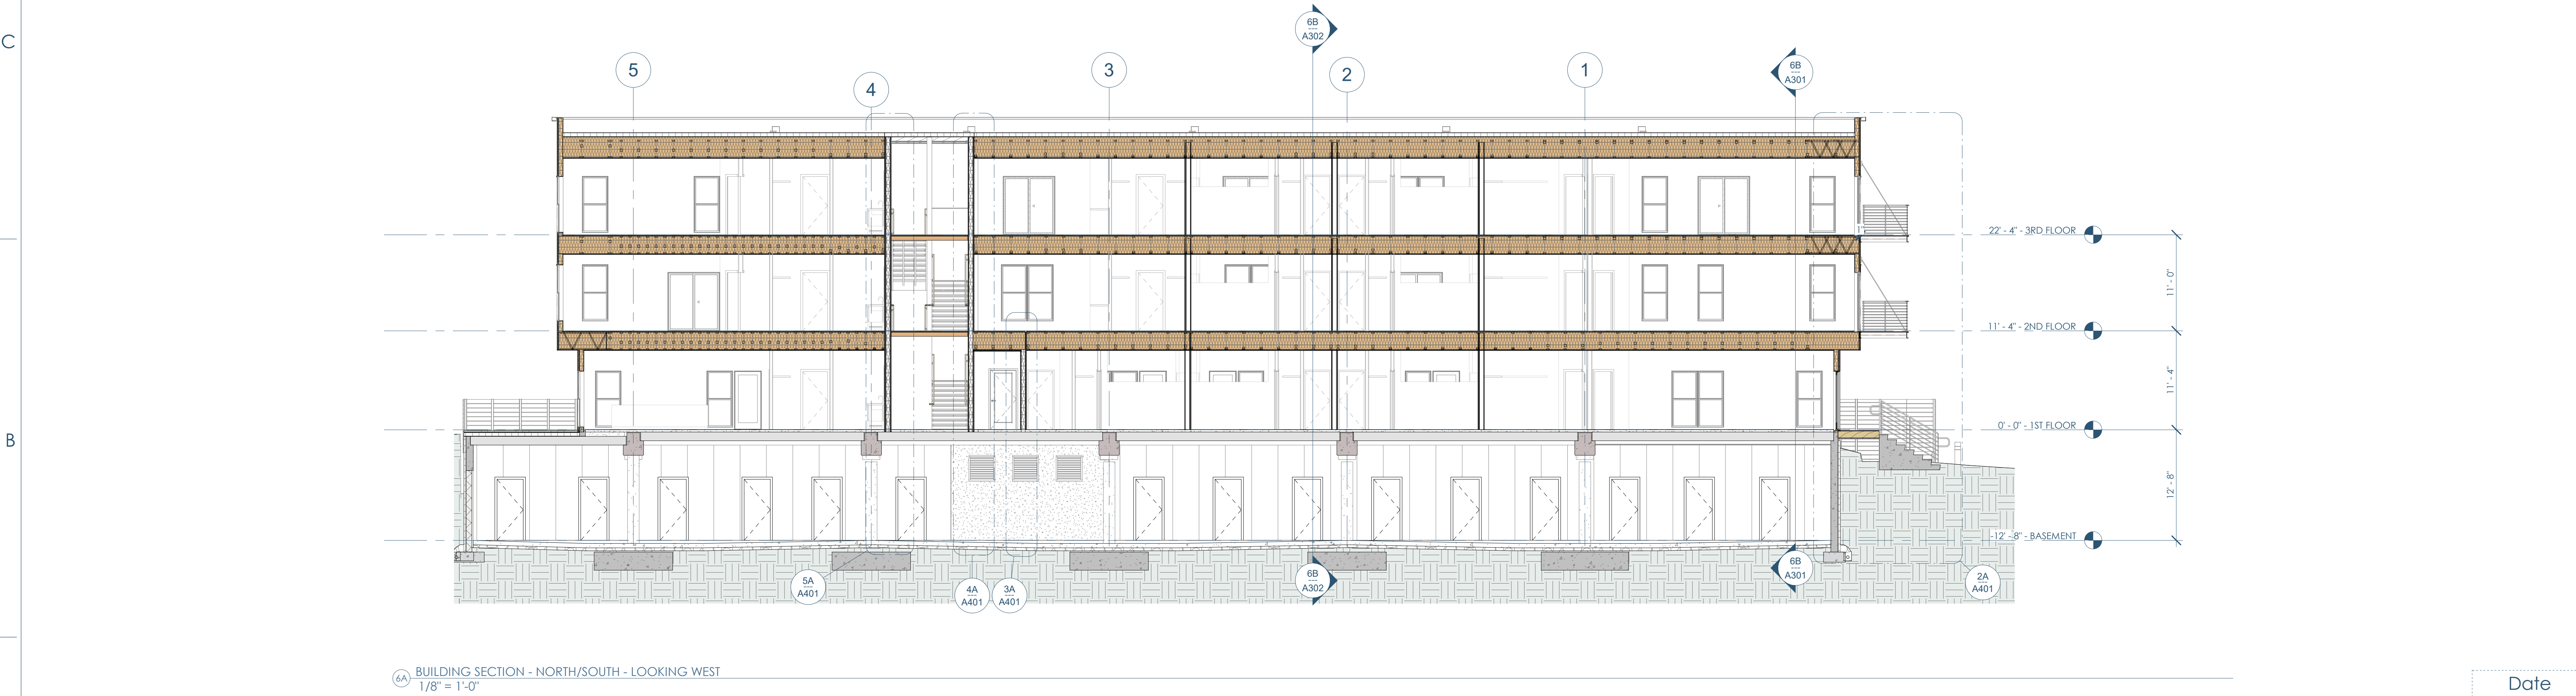 C
6B
---
A302
5
4
3
2
1
6B
---
A301
22' - 4" - 3RD FLOOR
11' - 0"
11' - 4" - 2ND FLOOR
11' - 4"
0' - 0" - 1ST FLOOR
B
12' - 8"
-12' -8" - BASEMENT
5A
---
A401
4A
---
A401
3A
---
A401
6B
---
A302
6B
---
A301
2A
---
A401
6A
BUILDING SECTION - NORTH/SOUTH - LOOKING WEST
1/8" = 1'-0"
Date